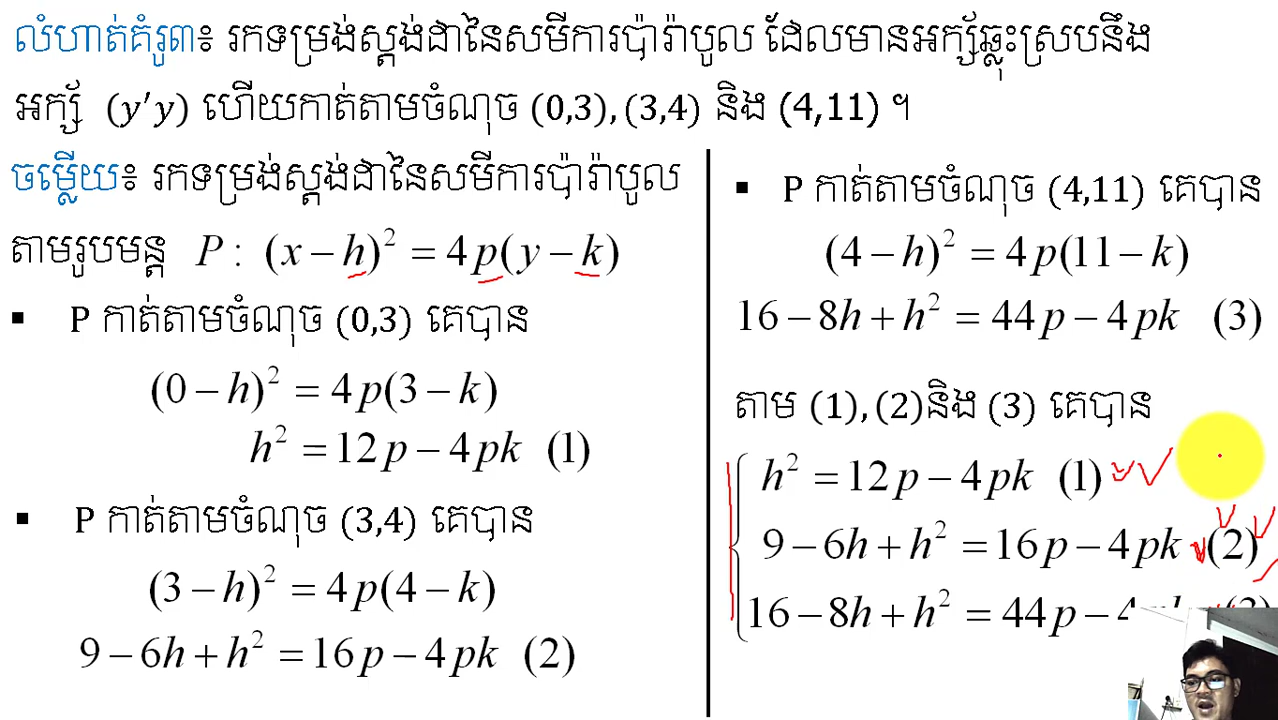 លំហាត់គំរូ៣៖ រកទម្រង់ស្តង់ដានៃសមីការប៉ារ៉ាបូល ដែលមានអក្ស័ឆ្លុះស្របនឹង
អក្ស័ (y′y) ហើយកាត់តាមចំណុច (0,3), (3,4) និង (4,11) ។
ចម្លើយ៖ រកទម្រង់ស្តង់ដានៃសមីការប៉ារ៉ាបូល
តាមរូបមន្ត P : (x − h)² = 4p(y − k)
▪ P កាត់តាមចំណុច (0,3) គេបាន
(0 − h)² = 4p(3 − k)
h² = 12p − 4pk (1)
▪ P កាត់តាមចំណុច (3,4) គេបាន
(3 − h)² = 4p(4 − k)
9 − 6h + h² = 16p − 4pk (2)
▪ P កាត់តាមចំណុច (4,11) គេបាន
(4 − h)² = 4p(11 − k)
16 − 8h + h² = 44p − 4pk (3)
តាម (1), (2)និង (3) គេបាន
h² = 12p − 4pk (1)
9 − 6h + h² = 16p − 4pk (2)
16 − 8h + h² = 44p −